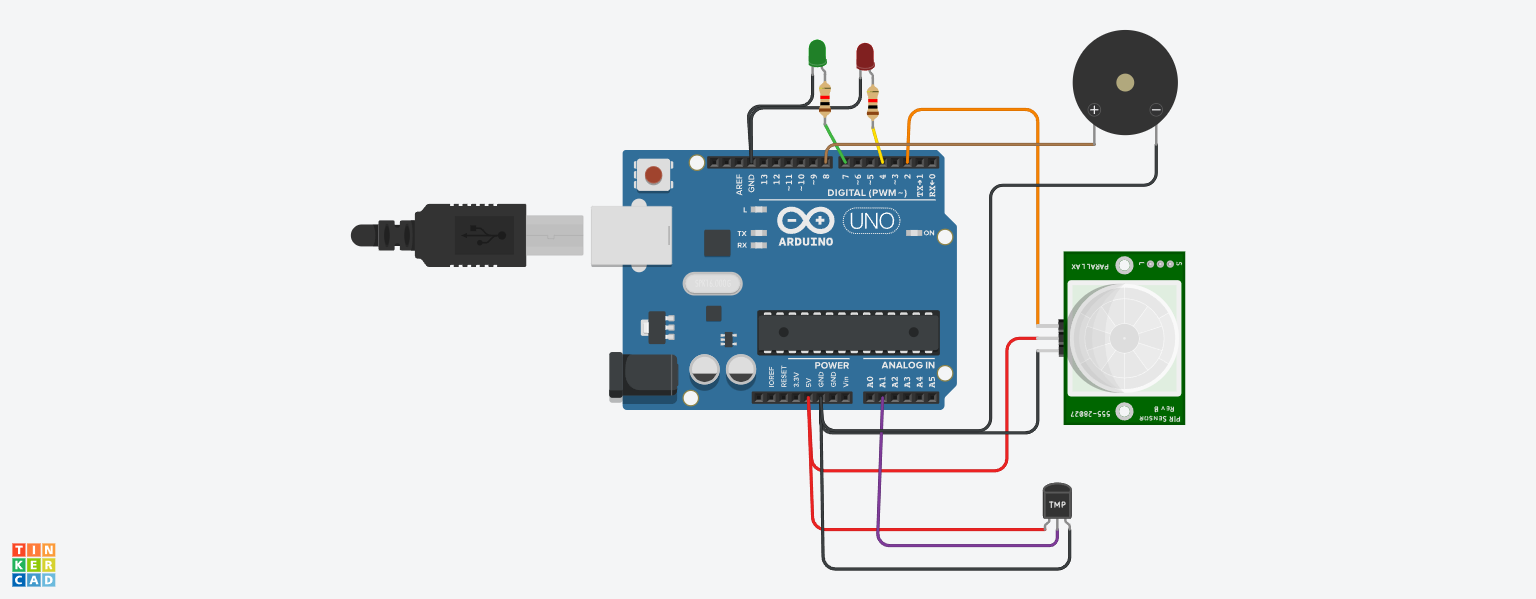 AREF
GND
13
12
~11
~10
~9
8
7
~6
~5
4
~3
2
TX→1
RX←0
DIGITAL (PWM~)
L
TX
RX
ARDUINO
UNO
ON
+
−
IOREF
RESET
3.3V
5V
GND
GND
Vin
POWER
ANALOG IN
A0
A1
A2
A3
A4
A5
PARALLAX
L
S
555-28027
Rev B
PIR SENSOR
TMP
TIN
KER
CAD